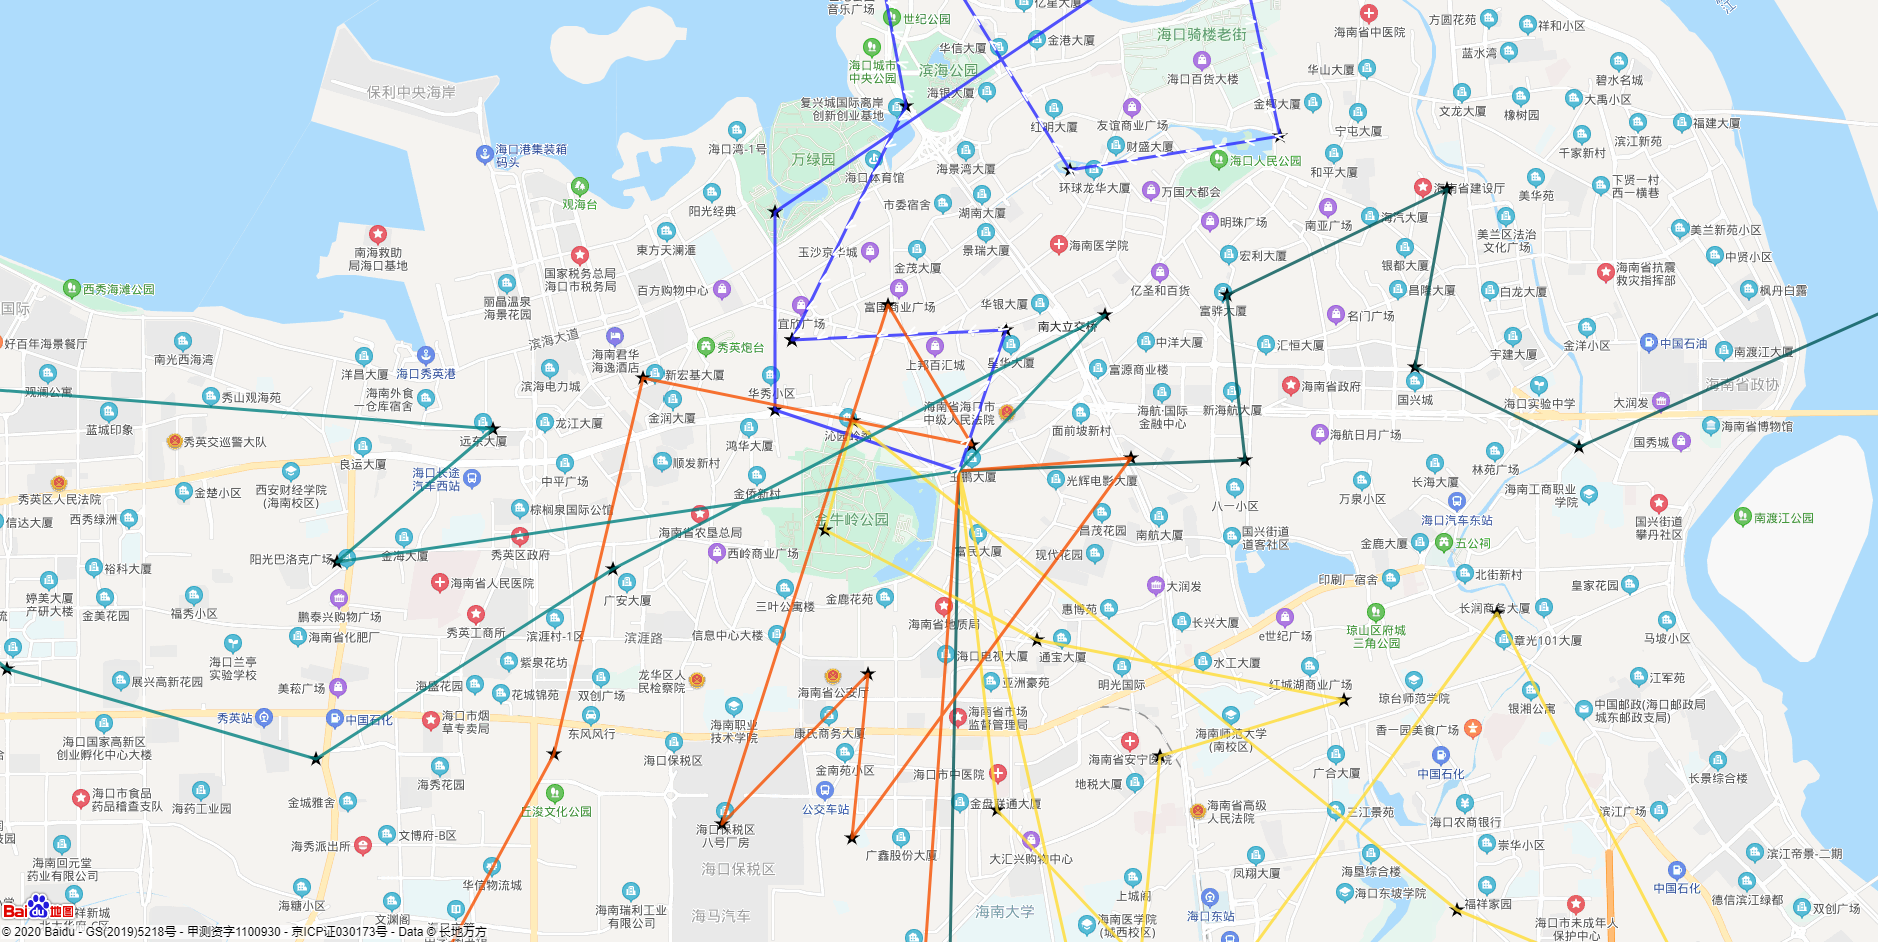 音乐广场
世纪公园
亿星大厦
方圆花苑
祥和小区
海南省中医院
华信大厦
金港大厦
海口骑楼老街
蓝水湾
海口城市
中央公园
滨海公园
海口百货大楼
华山大厦
碧水名城
保利中央海岸
海银大厦
复兴城国际离岸
创新创业基地
金榔大厦
文龙大厦
橡树园
大禹小区
红明大厦
友谊商业广场
宁屯大厦
滨江新苑
福建大厦
海口港集装箱
码头
海口湾-1号
万绿园
海口体育馆
海景湾大厦
财盛大厦
海口人民公园
千家新村
和平大厦
环球龙华大厦
万国大都会
海南省建设厅
美华苑
下贤一村
西一横巷
观海台
阳光经典
市委宿舍
湖南大厦
明珠广场
南亚广场
海汽大厦
美兰区法治
文化广场
美兰新苑小区
南海救助
局海口基地
东方天澜滙
玉沙京华城
景瑞大厦
海南医学院
宏利大厦
银都大厦
中贤小区
国家税务总局
海口市税务局
金茂大厦
亿圣和百货
海南省抗震
救灾指挥部
西秀海滩公园
丽晶温泉
海景花园
百方购物中心
富国商业广场
华银大厦
富骅大厦
昌隆大厦
白龙大厦
枫丹白露
国际
宜欣广场
南大立交桥
名门广场
滨海大道
好百年海景餐厅
南光西海湾
洋昌大厦
海口秀英港
海南君华
海逸酒店
秀英炮台
上邦百汇城
星华大厦
中洋大厦
汇恒大厦
宇建大厦
金洋小区
中国石油
南渡江大厦
观澜公寓
秀山观海苑
海南外食
一仓库宿舍
滨海电力城
新宏基大厦
华秀小区
富源商业楼
海南省政府
国兴城
海口实验中学
大润发
海南省政协
蓝城印象
秀英交巡警大队
远东大厦
龙江大厦
金润大厦
海南省海口市
中级人民法院
面前坡新村
海航·国际
金融中心
新海航大厦
海航日月广场
国秀城
海南省博物馆
良运大厦
鸿华大厦
沁园岭秀
林苑广场
秀英区人民法院
金楚小区
西安财经学院
(海南校区)
海口长途
汽车西站
中平广场
顺发新村
金侨新村
玉鹏大厦
光辉电影大厦
万泉小区
长海大厦
海南工商职业
学院
信达大厦
西秀绿洲
棕榈泉国际公馆
海南省农垦总局
金牛岭公园
昌茂花园
南航大厦
八一小区
海口汽车东站
国兴街道
攀丹社区
南渡江公园
阳光巴洛克广场
金海大厦
秀英区政府
西岭商业广场
富民大厦
现代花园
国兴街道
道客社区
金鹿大厦
五公祠
裕科大厦
海南省人民医院
印刷厂宿舍
北街新村
皇家花园
婷美大厦
产研大楼
金美花园
福秀小区
鹏泰兴购物广场
广安大厦
三叶公寓楼
金鹿花苑
惠博苑
大润发
长润商务大厦
海南省化肥厂
秀英工商所
滨涯村-1区
滨涯路
信息中心大楼
海南省地质局
长兴大厦
e世纪广场
琼山区府城
三角公园
章光101大厦
马坡小区
海口兰亭
实验学校
紫泉花坊
海口电视大厦
通宝大厦
水工大厦
展兴高新花园
美菘广场
海盛花园
花城锦苑
双创广场
龙华区人
民检察院
海南省公安厅
亚洲豪苑
明光国际
红城湖商业广场
琼台师范学院
江军苑
秀英站
中国石化
海口市烟
草专卖局
东风风行
海南职业
技术学院
康氏商务大厦
海南省市场
监督管理局
海南师范大学
(南校区)
银湘公寓
中国邮政(海口邮政局
城东邮政支局)
海口国家高新区
创业孵化中心大楼
海口保税区
海南省安宁医院
香一园美食广场
海秀花园
金南苑小区
海口市中医院
地税大厦
广合大厦
中国石化
长景综合楼
海口市食品
药品稽查支队
海药工业园
金城雅舍
丘浚文化公园
公交车站
金盘联通大厦
海南省高级
人民法院
三江景苑
海口农商银行
滨江广场
海口保税区
八号厂房
文博府-B区
海秀派出所
广鑫股份大厦
大汇兴购物中心
崇华小区
滨江帝景-二期
海南回元堂
药业有限公司
海口保税区
凤翔大厦
海垦综合楼
华信物流城
上城阁
海口东坡学院
中国石化
德信滨江绿都
海糖小区
文渊阁
海南瑞利工业
有限公司
海马汽车
海南大学
海南医学院
(城西校区)
海口东站
福祥家园
海口市未成年人
保护中心
双创广场
Bai du 地图
祥新城
© 2020 Baidu - GS(2019)5218号 - 甲测资字1100930 - 京ICP证030173号 - Data © 长地万方